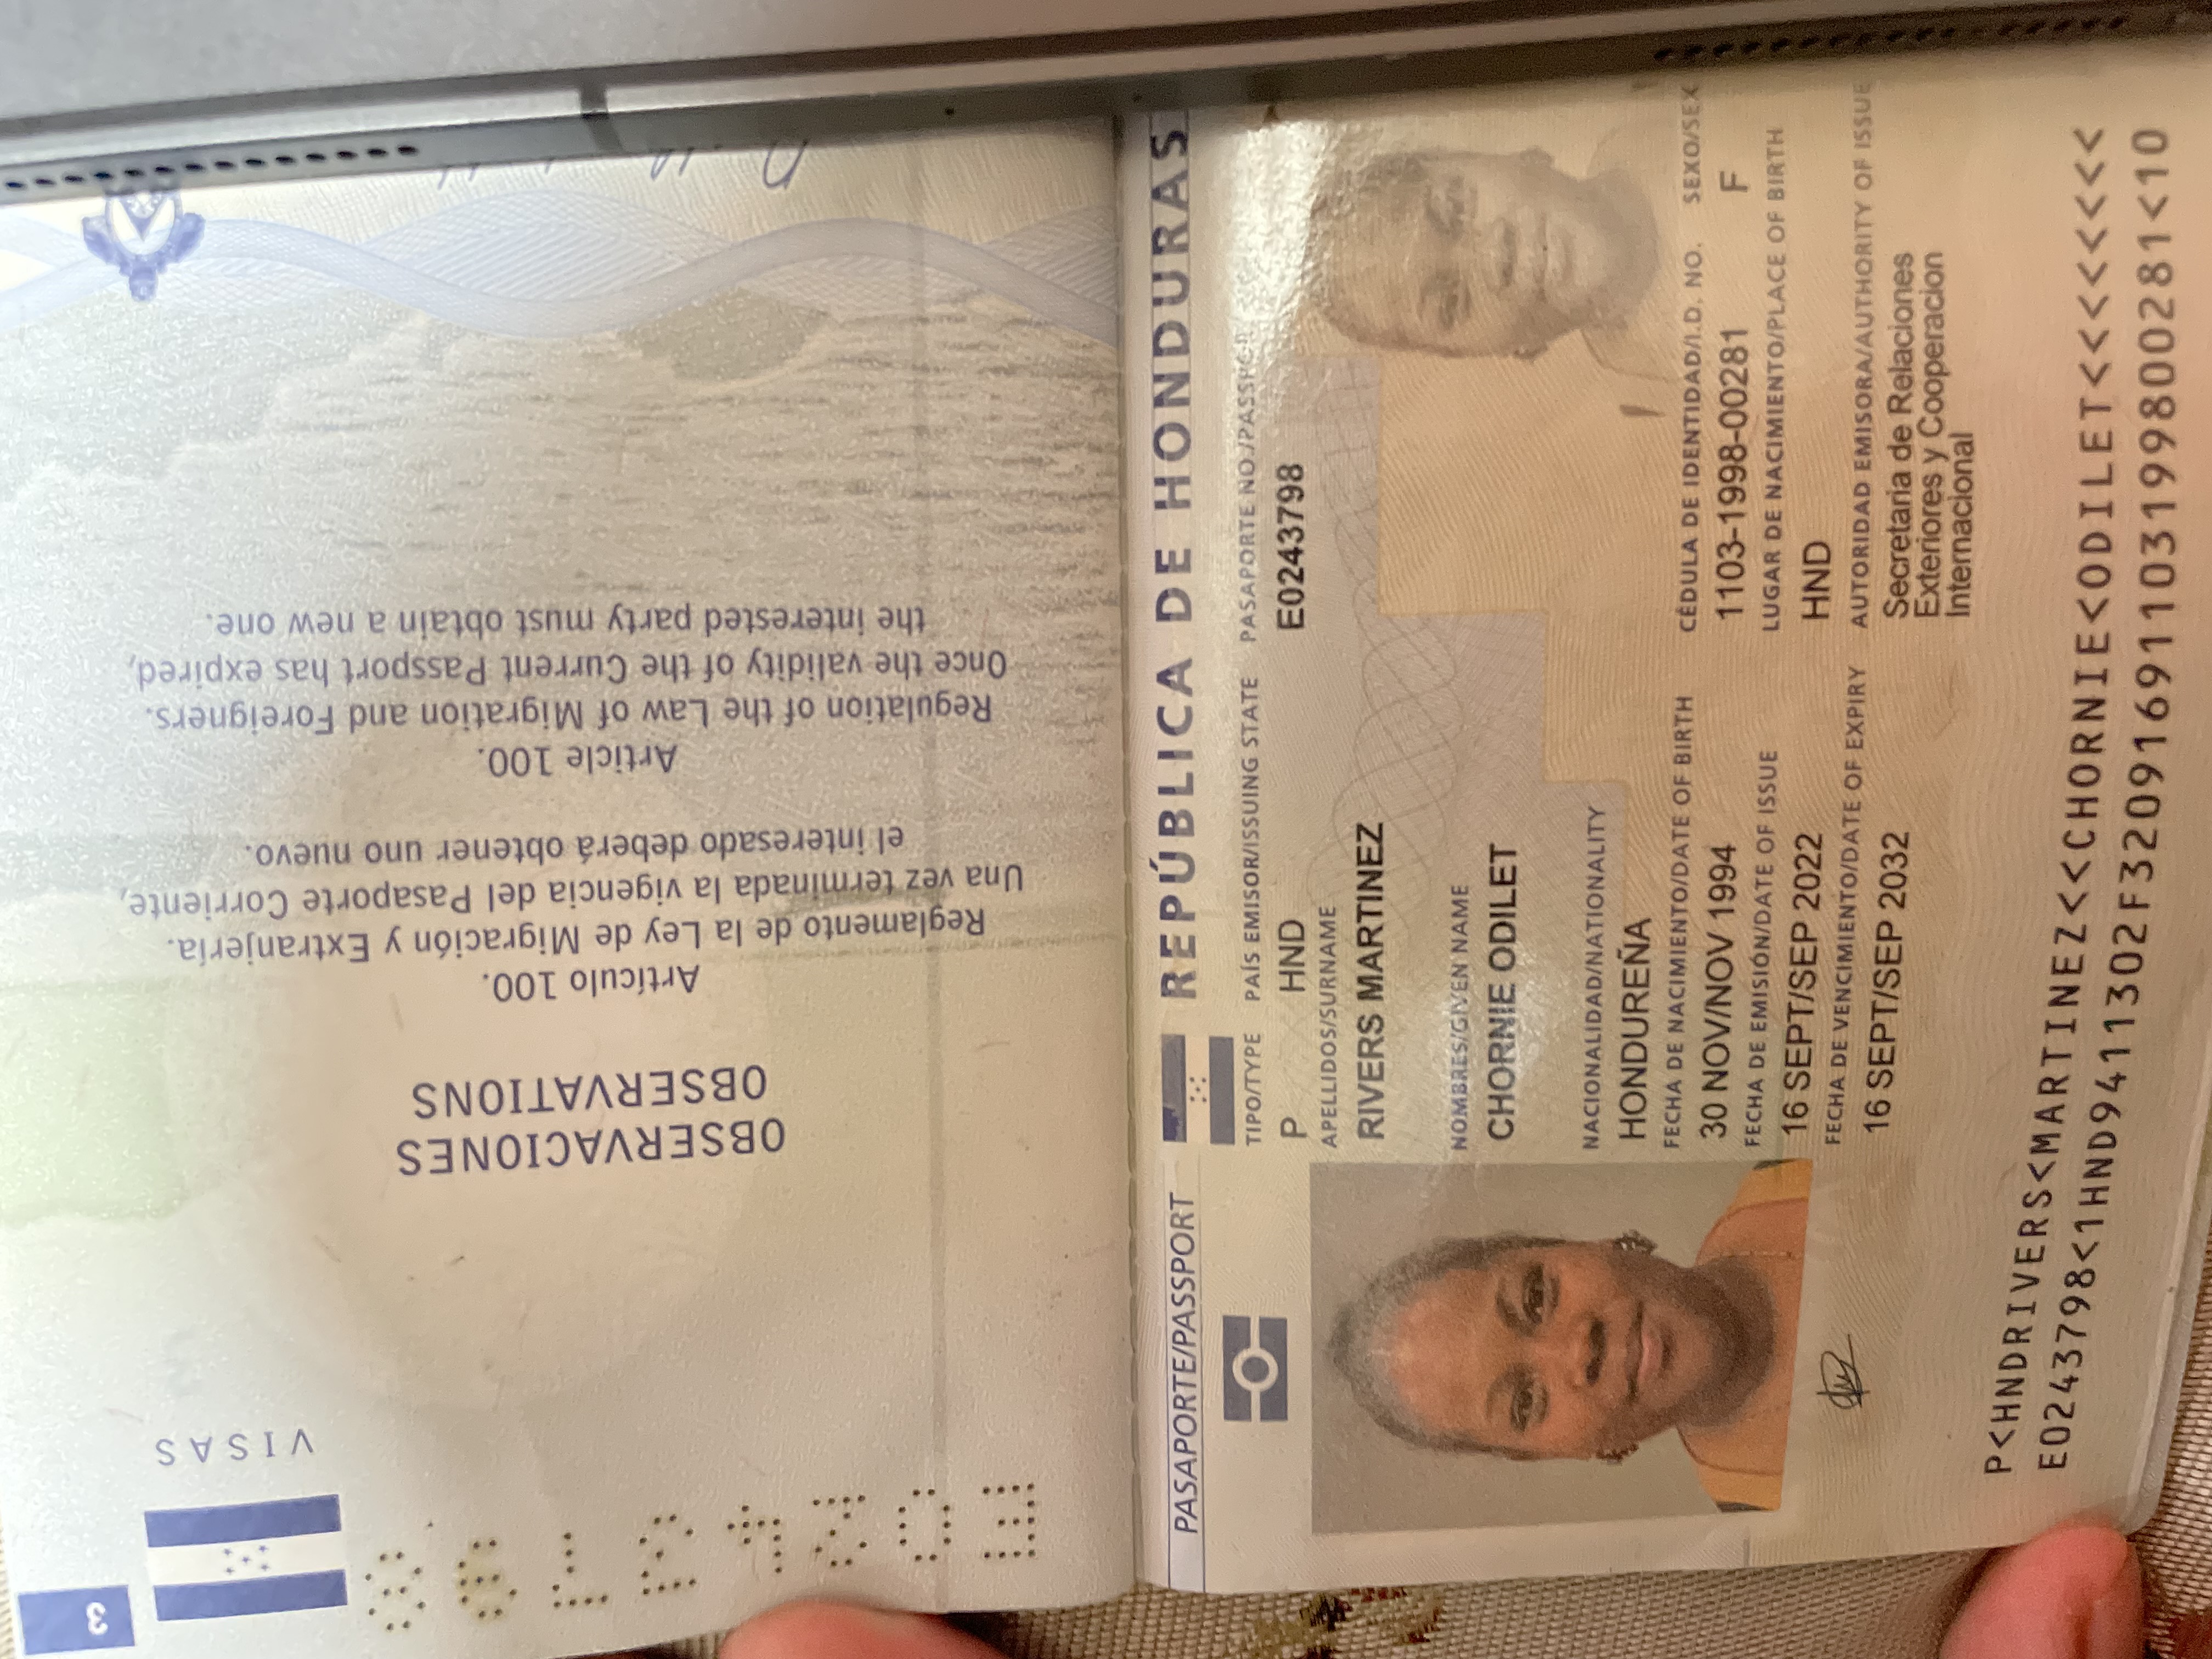 REPÚBLICA DE HONDURAS
PASAPORTE/PASSPORT
TIPO/TYPE PAÍS EMISOR/ISSUING STATE PASAPORTE NO./PASSPOR
P HND E0243798
APELLIDOS/SURNAME
RIVERS MARTINEZ
NOMBRES/GIVEN NAME
CHORNIE ODILET
NACIONALIDAD/NATIONALITY
HONDUREÑA
FECHA DE NACIMIENTO/DATE OF BIRTH CÉDULA DE IDENTIDAD/I.D. NO. SEXO/SEX
30 NOV/NOV 1994 1103-1998-00281 F
FECHA DE EMISIÓN/DATE OF ISSUE LUGAR DE NACIMIENTO/PLACE OF BIRTH
16 SEPT/SEP 2022 HND
FECHA DE VENCIMIENTO/DATE OF EXPIRY AUTORIDAD EMISORA/AUTHORITY OF ISSUE
16 SEPT/SEP 2032 Secretaria de Relaciones
Exteriores y Cooperacion
Internacional
P<HNDRIVERS<MARTINEZ<<CHORNIE<ODILET<<<<<<<<
E0243798<1HND9411302F3209169110319980028​1<10
E0243798
3
VISAS
OBSERVACIONES
OBSERVATIONS
Artículo 100.
Reglamento de la Ley de Migración y Extranjería.
Una vez terminada la vigencia del Pasaporte Corriente,
el interesado deberá obtener uno nuevo.
Article 100.
Regulation of the Law of Migration and Foreigners.
Once the validity of the Current Passport has expired,
the interested party must obtain a new one.